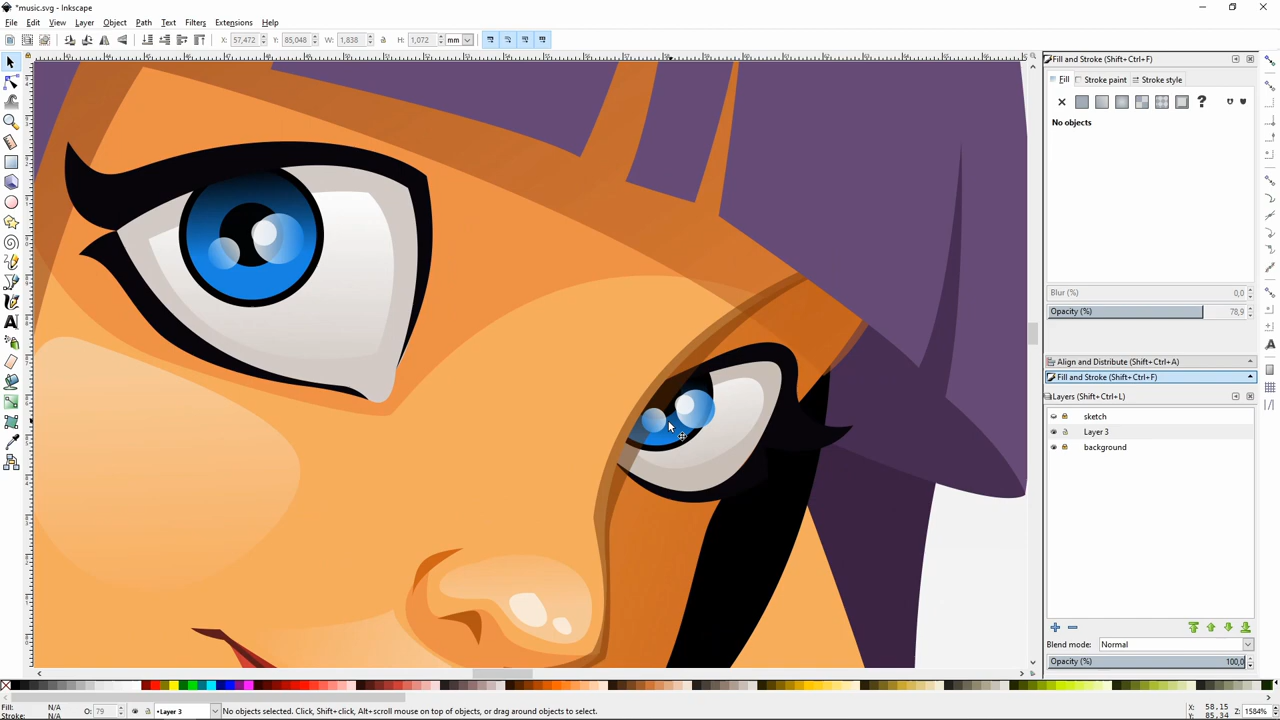 *music.svg - Inkscape
File Edit View Layer Object Path Text Filters Extensions Help
X: 57,472 Y: 85,048 W: 1,838 H: 1,072 mm
Fill and Stroke (Shift+Ctrl+F)
Fill Stroke paint Stroke style
?
No objects
Blur (%) 0,0
Opacity (%) 78,9
Align and Distribute (Shift+Ctrl+A)
Fill and Stroke (Shift+Ctrl+F)
Layers (Shift+Ctrl+L)
sketch
Layer 3
background
Blend mode: Normal
Opacity (%) 100,0
Fill: N/A
Stroke: N/A
O: 79
•Layer 3
No objects selected. Click, Shift+click, Alt+scroll mouse on top of objects, or drag around objects to select.
X: 58,15
Y: 85,34
Z: 1584%